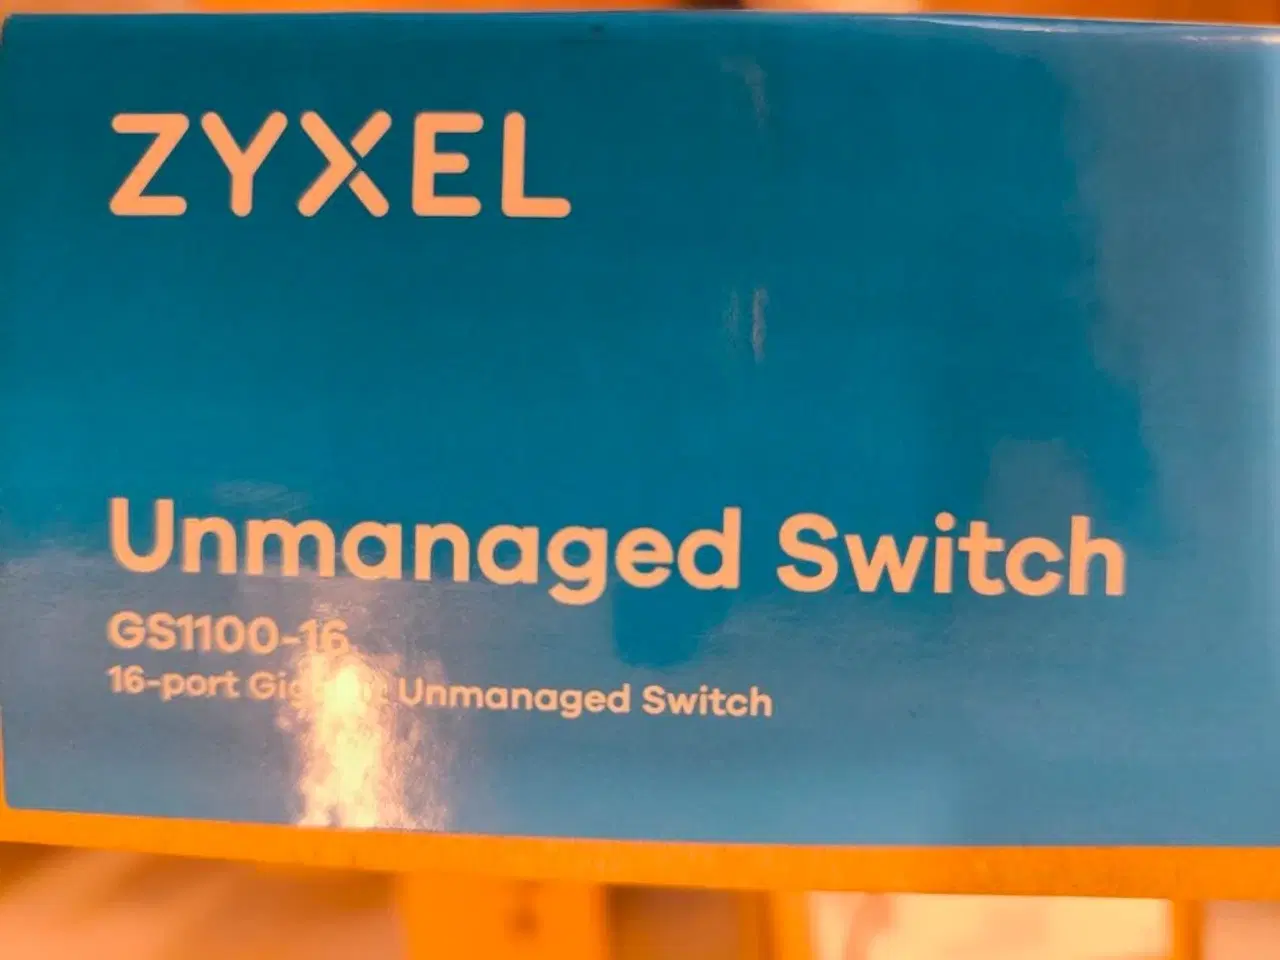 ZYXEL
Unmanaged Switch
GS1100-16
16-port Unmanaged Switch